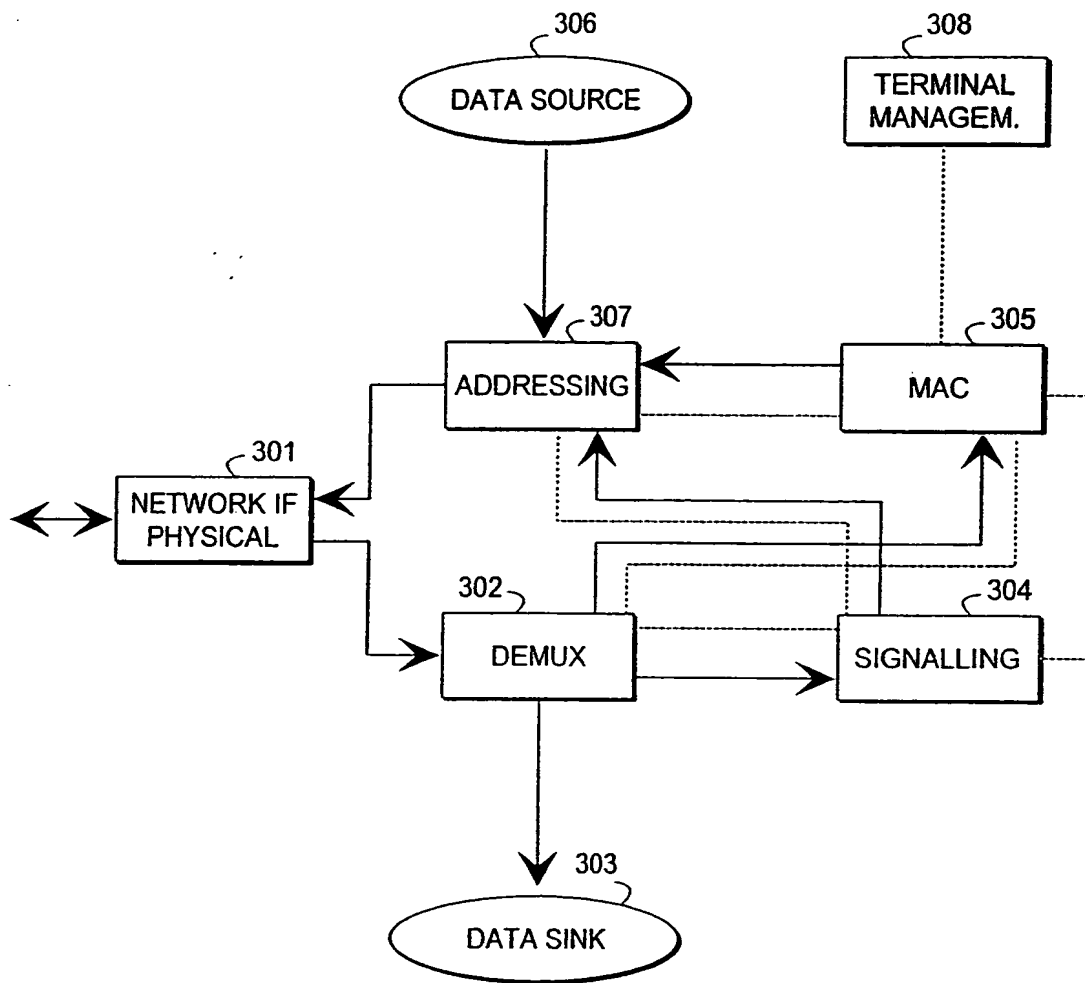 306
DATA SOURCE
308
TERMINAL
MANAGEM.
307
ADDRESSING
305
MAC
301
NETWORK IF
PHYSICAL
302
DEMUX
304
SIGNALLING
303
DATA SINK